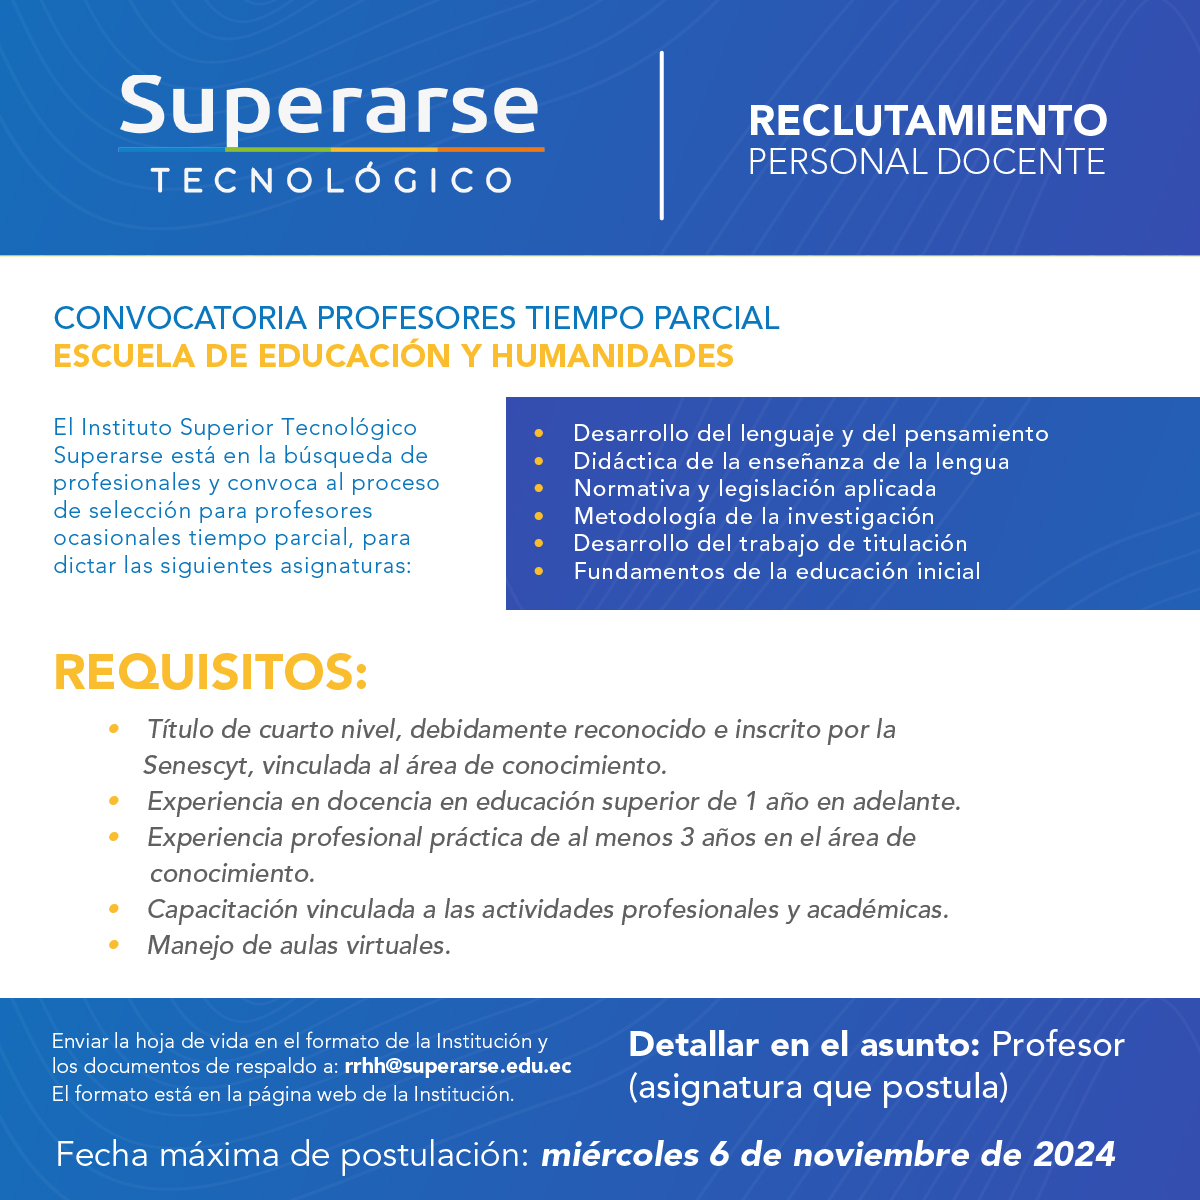 Superarse
TECNOLÓGICO
RECLUTAMIENTO
PERSONAL DOCENTE
CONVOCATORIA PROFESORES TIEMPO PARCIAL
ESCUELA DE EDUCACIÓN Y HUMANIDADES
El Instituto Superior Tecnológico
Superarse está en la búsqueda de
profesionales y convoca al proceso
de selección para profesores
ocasionales tiempo parcial, para
dictar las siguientes asignaturas:
• Desarrollo del lenguaje y del pensamiento
• Didáctica de la enseñanza de la lengua
• Normativa y legislación aplicada
• Metodología de la investigación
• Desarrollo del trabajo de titulación
• Fundamentos de la educación inicial
REQUISITOS:
• Título de cuarto nivel, debidamente reconocido e inscrito por la
Senescyt, vinculada al área de conocimiento.
• Experiencia en docencia en educación superior de 1 año en adelante.
• Experiencia profesional práctica de al menos 3 años en el área de
conocimiento.
• Capacitación vinculada a las actividades profesionales y académicas.
• Manejo de aulas virtuales.
Enviar la hoja de vida en el formato de la Institución y
los documentos de respaldo a: rrhh@superarse.edu.ec
El formato está en la página web de la Institución.
Detallar en el asunto: Profesor
(asignatura que postula)
Fecha máxima de postulación: miércoles 6 de noviembre de 2024